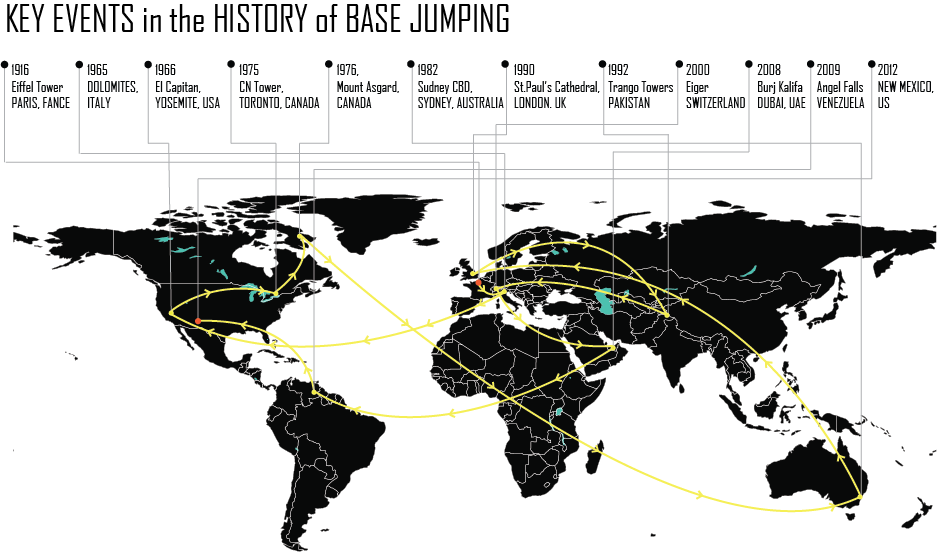 KEY EVENTS in the HISTORY of BASE JUMPING
1916
Eiffel Tower
PARIS, FANCE
1965
DOLOMITES,
ITALY
1966
El Capitan,
YOSEMITE, USA
1975
CN Tower,
TORONTO, CANADA
1976,
Mount Asgard,
CANADA
1982
Sudney CBD,
SYDNEY, AUSTRALIA
1990
St.Paul's Cathedral,
LONDON. UK
1992
Trango Towers
PAKISTAN
2000
Eiger
SWITZERLAND
2008
Burj Kalifa
DUBAI, UAE
2009
Angel Falls
VENEZUELA
2012
NEW MEXICO,
US